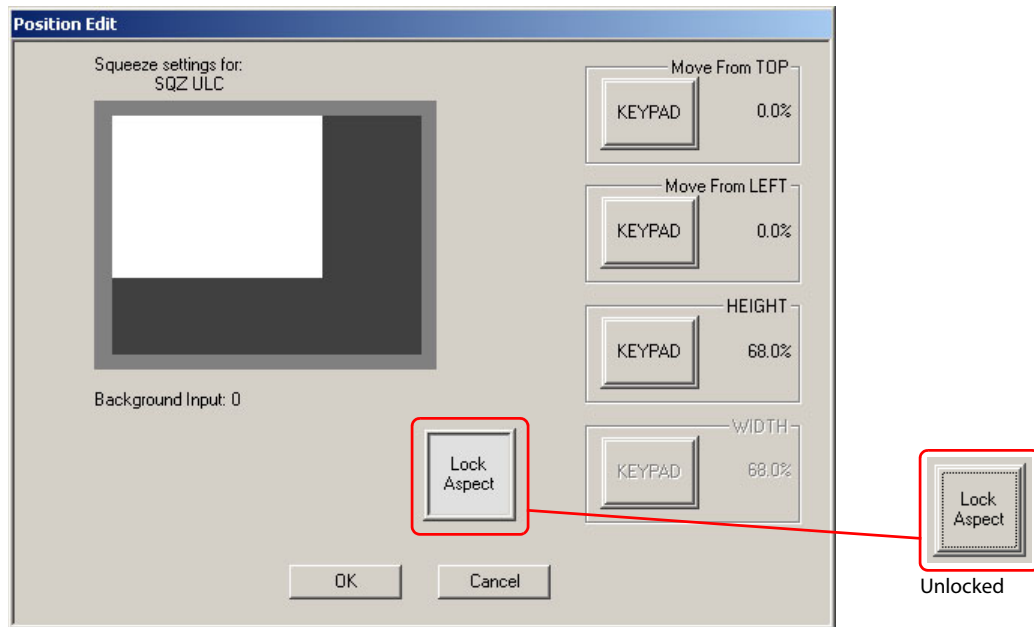 Position Edit
Squeeze settings for:
SQZ ULC
Background Input: 0
Move From TOP
KEYPAD 0.0%
Move From LEFT
KEYPAD 0.0%
HEIGHT
KEYPAD 68.0%
WIDTH
KEYPAD 68.0%
Lock
Aspect
OK Cancel
Lock
Aspect
Unlocked